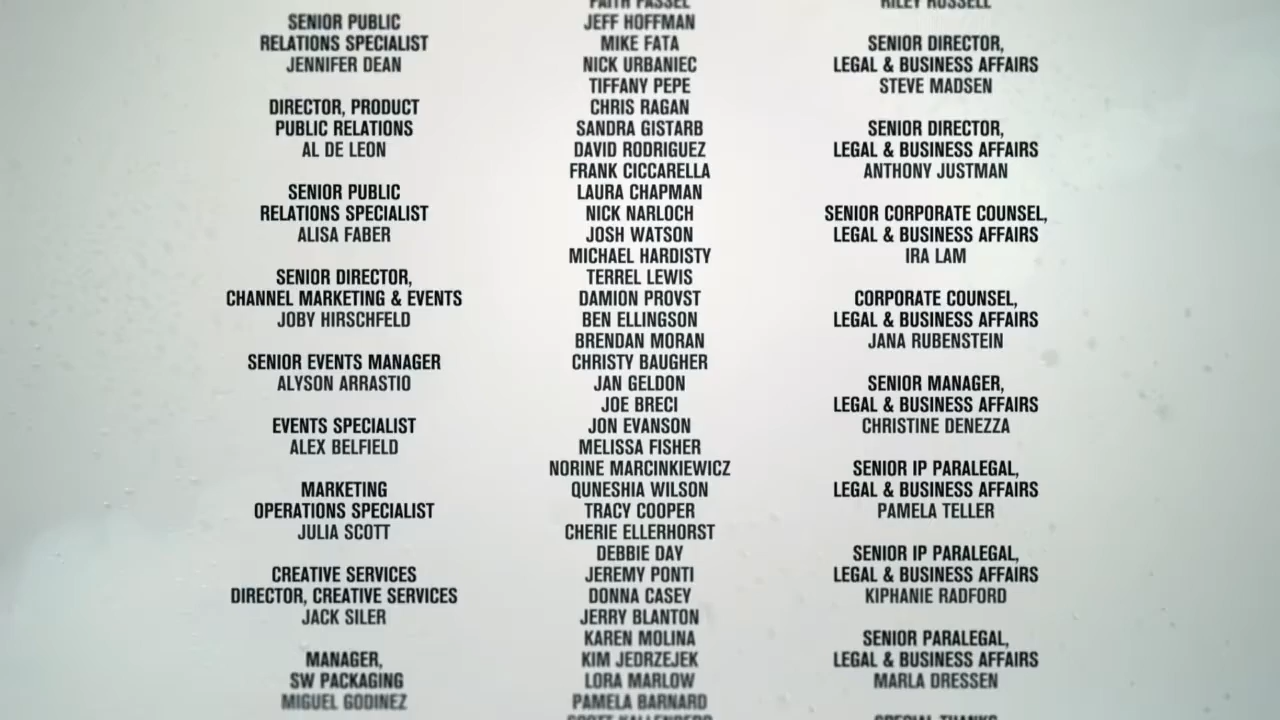 SENIOR PUBLIC
RELATIONS SPECIALIST
JENNIFER DEAN
DIRECTOR, PRODUCT
PUBLIC RELATIONS
AL DE LEON
SENIOR PUBLIC
RELATIONS SPECIALIST
ALISA FABER
SENIOR DIRECTOR,
CHANNEL MARKETING & EVENTS
JOBY HIRSCHFELD
SENIOR EVENTS MANAGER
ALYSON ARRASTIO
EVENTS SPECIALIST
ALEX BELFIELD
MARKETING
OPERATIONS SPECIALIST
JULIA SCOTT
CREATIVE SERVICES
DIRECTOR, CREATIVE SERVICES
JACK SILER
MANAGER,
SW PACKAGING
MIGUEL GODINEZ
JEFF HOFFMAN
MIKE FATA
NICK URBANIEC
TIFFANY PEPE
CHRIS RAGAN
SANDRA GISTARB
DAVID RODRIGUEZ
FRANK CICCARELLA
LAURA CHAPMAN
NICK NARLOCH
JOSH WATSON
MICHAEL HARDISTY
TERREL LEWIS
DAMION PROVST
BEN ELLINGSON
BRENDAN MORAN
CHRISTY BAUGHER
JAN GELDON
JOE BRECI
JON EVANSON
MELISSA FISHER
NORINE MARCINKIEWICZ
QUNESHIA WILSON
TRACY COOPER
CHERIE ELLERHORST
DEBBIE DAY
JEREMY PONTI
DONNA CASEY
JERRY BLANTON
KAREN MOLINA
KIM JEDRZEJEK
LORA MARLOW
PAMELA BARNARD
RILEY RUSSELL
SENIOR DIRECTOR,
LEGAL & BUSINESS AFFAIRS
STEVE MADSEN
SENIOR DIRECTOR,
LEGAL & BUSINESS AFFAIRS
ANTHONY JUSTMAN
SENIOR CORPORATE COUNSEL,
LEGAL & BUSINESS AFFAIRS
IRA LAM
CORPORATE COUNSEL,
LEGAL & BUSINESS AFFAIRS
JANA RUBENSTEIN
SENIOR MANAGER,
LEGAL & BUSINESS AFFAIRS
CHRISTINE DENEZZA
SENIOR IP PARALEGAL,
LEGAL & BUSINESS AFFAIRS
PAMELA TELLER
SENIOR IP PARALEGAL,
LEGAL & BUSINESS AFFAIRS
KIPHANIE RADFORD
SENIOR PARALEGAL,
LEGAL & BUSINESS AFFAIRS
MARLA DRESSEN
SPECIAL THANKS